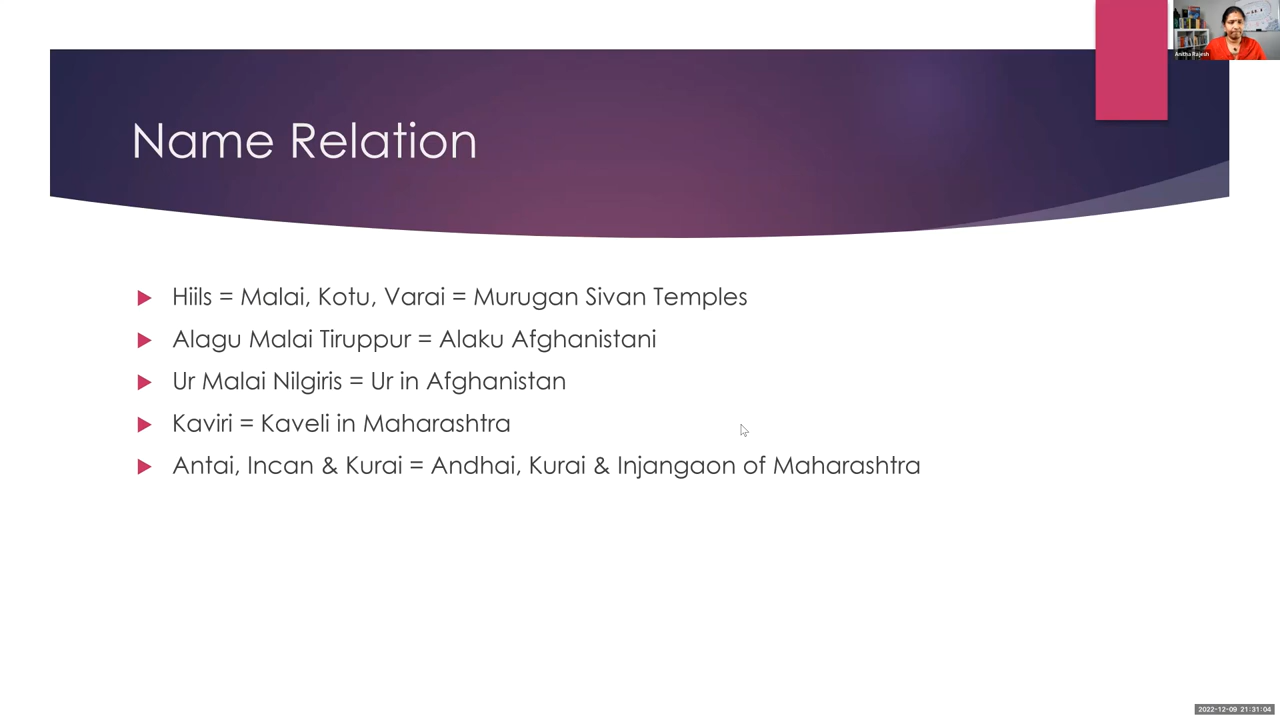 Anitha Rajesh
Name Relation
Hiils = Malai, Kotu, Varai = Murugan Sivan Temples
Alagu Malai Tiruppur = Alaku Afghanistani
Ur Malai Nilgiris = Ur in Afghanistan
Kaviri = Kaveli in Maharashtra
Antai, Incan & Kurai = Andhai, Kurai & Injangaon of Maharashtra
2022-12-09 21:31:04